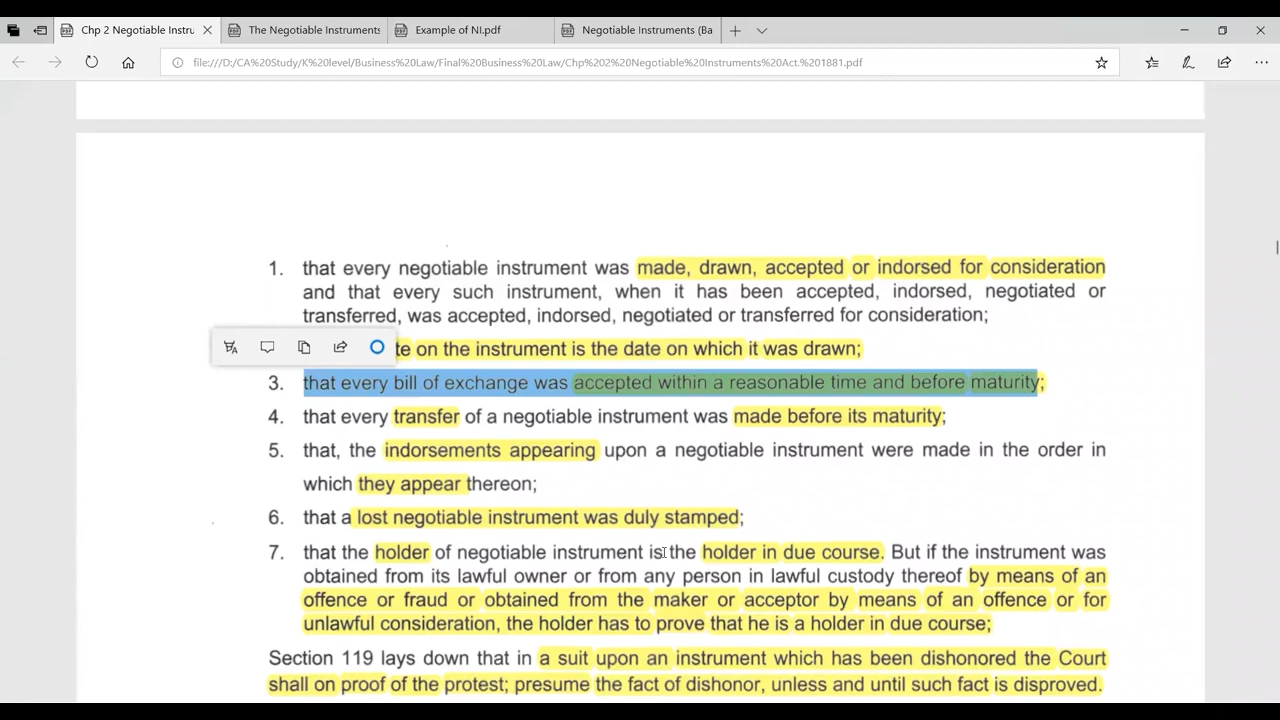 Chp 2 Negotiable Instru
The Negotiable Instruments
Example of NI.pdf
Negotiable Instruments (Ba
file:///D:/CA%20Study/K%20level/Business%20Law/Final%20Business%20Law/Chp%202%20Negotiable%20Instruments%20Act.%201881.pdf
1. that every negotiable instrument was made, drawn, accepted or indorsed for consideration
and that every such instrument, when it has been accepted, indorsed, negotiated or
transferred, was accepted, indorsed, negotiated or transferred for consideration;
te on the instrument is the date on which it was drawn;
3. that every bill of exchange was accepted within a reasonable time and before maturity;
4. that every transfer of a negotiable instrument was made before its maturity;
5. that, the indorsements appearing upon a negotiable instrument were made in the order in
which they appear thereon;
6. that a lost negotiable instrument was duly stamped;
7. that the holder of negotiable instrument is the holder in due course. But if the instrument was
obtained from its lawful owner or from any person in lawful custody thereof by means of an
offence or fraud or obtained from the maker or acceptor by means of an offence or for
unlawful consideration, the holder has to prove that he is a holder in due course;
Section 119 lays down that in a suit upon an instrument which has been dishonored the Court
shall on proof of the protest; presume the fact of dishonor, unless and until such fact is disproved.